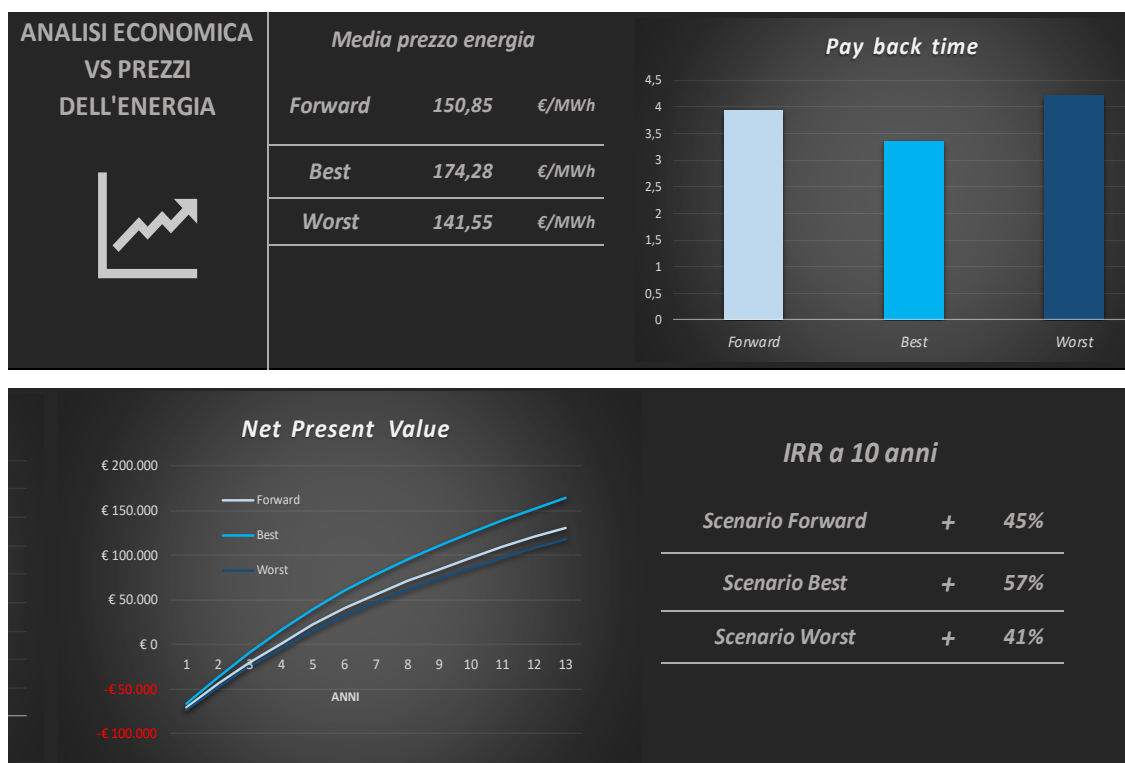 ANALISI ECONOMICA
VS PREZZI
DELL'ENERGIA
Media prezzo energia
Forward 150,85 €/MWh
Best 174,28 €/MWh
Worst 141,55 €/MWh
Pay back time
4,5
4
3,5
3
2,5
2
1,5
1
0,5
0
Forward Best Worst
Net Present Value
€ 200.000
€ 150.000
€ 100.000
€ 50.000
€ 0
-€ 50.000
-€ 100.000
Forward
Best
Worst
1 2 3 4 5 6 7 8 9 10 11 12 13
ANNI
IRR a 10 anni
Scenario Forward + 45%
Scenario Best + 57%
Scenario Worst + 41%